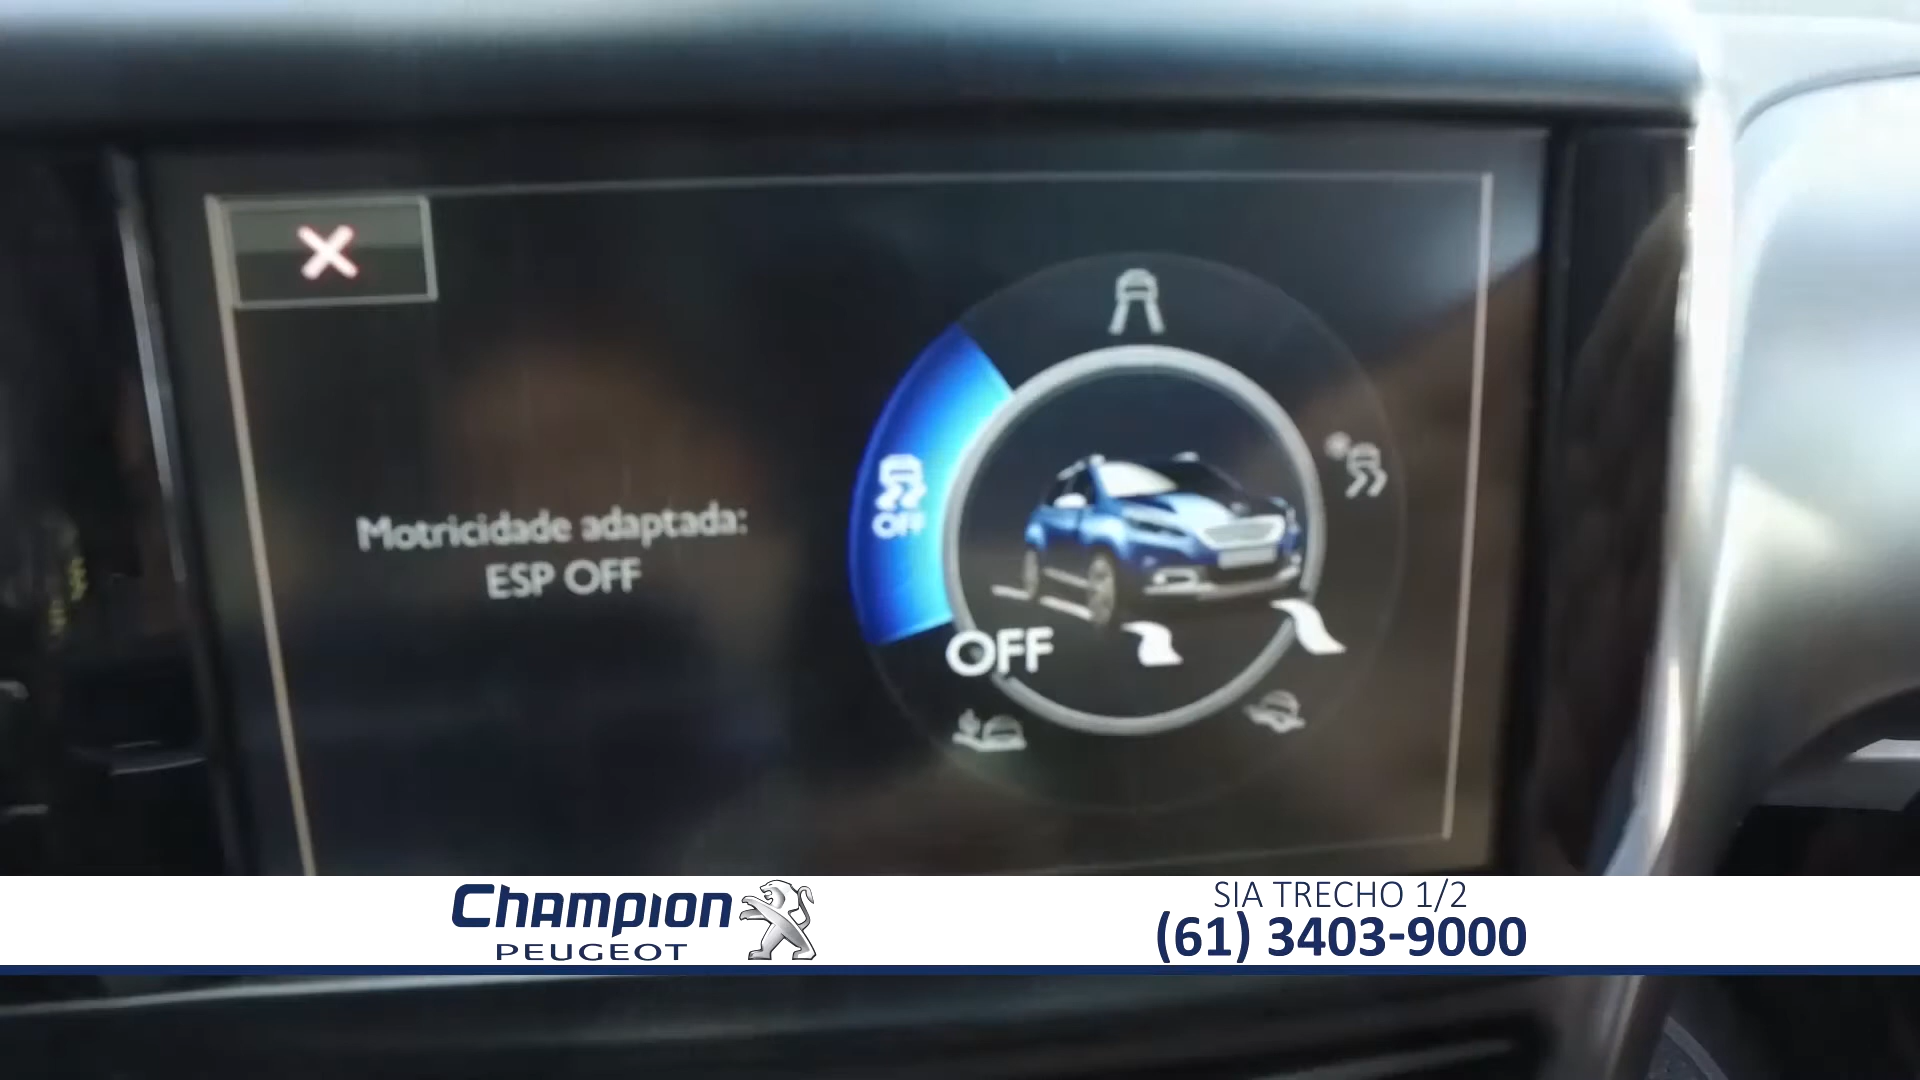 Motricidade adaptada:
ESP OFF
OFF
OFF
Champion
PEUGEOT
SIA TRECHO 1/2
(61) 3403-9000